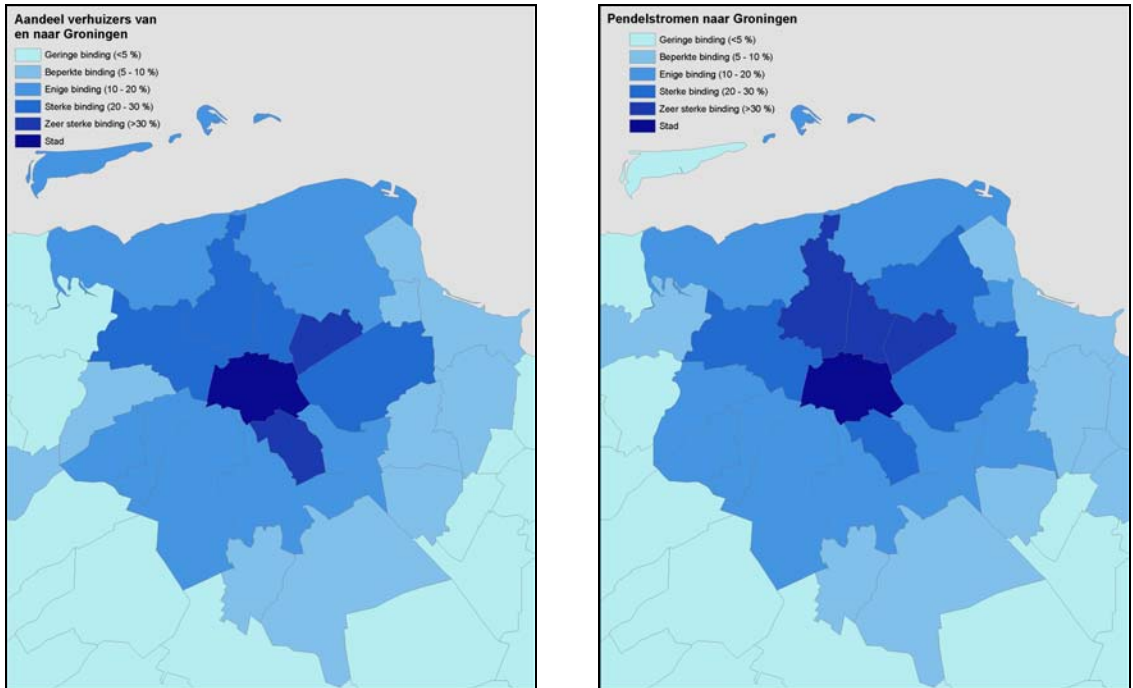 Aandeel verhuizers van
en naar Groningen
Geringe binding (<5 %)
Beperkte binding (5 - 10 %)
Enige binding (10 - 20 %)
Sterke binding (20 - 30 %)
Zeer sterke binding (>30 %)
Stad
Pendelstromen naar Groningen
Geringe binding (<5 %)
Beperkte binding (5 - 10 %)
Enige binding (10 - 20 %)
Sterke binding (20 - 30 %)
Zeer sterke binding (>30 %)
Stad